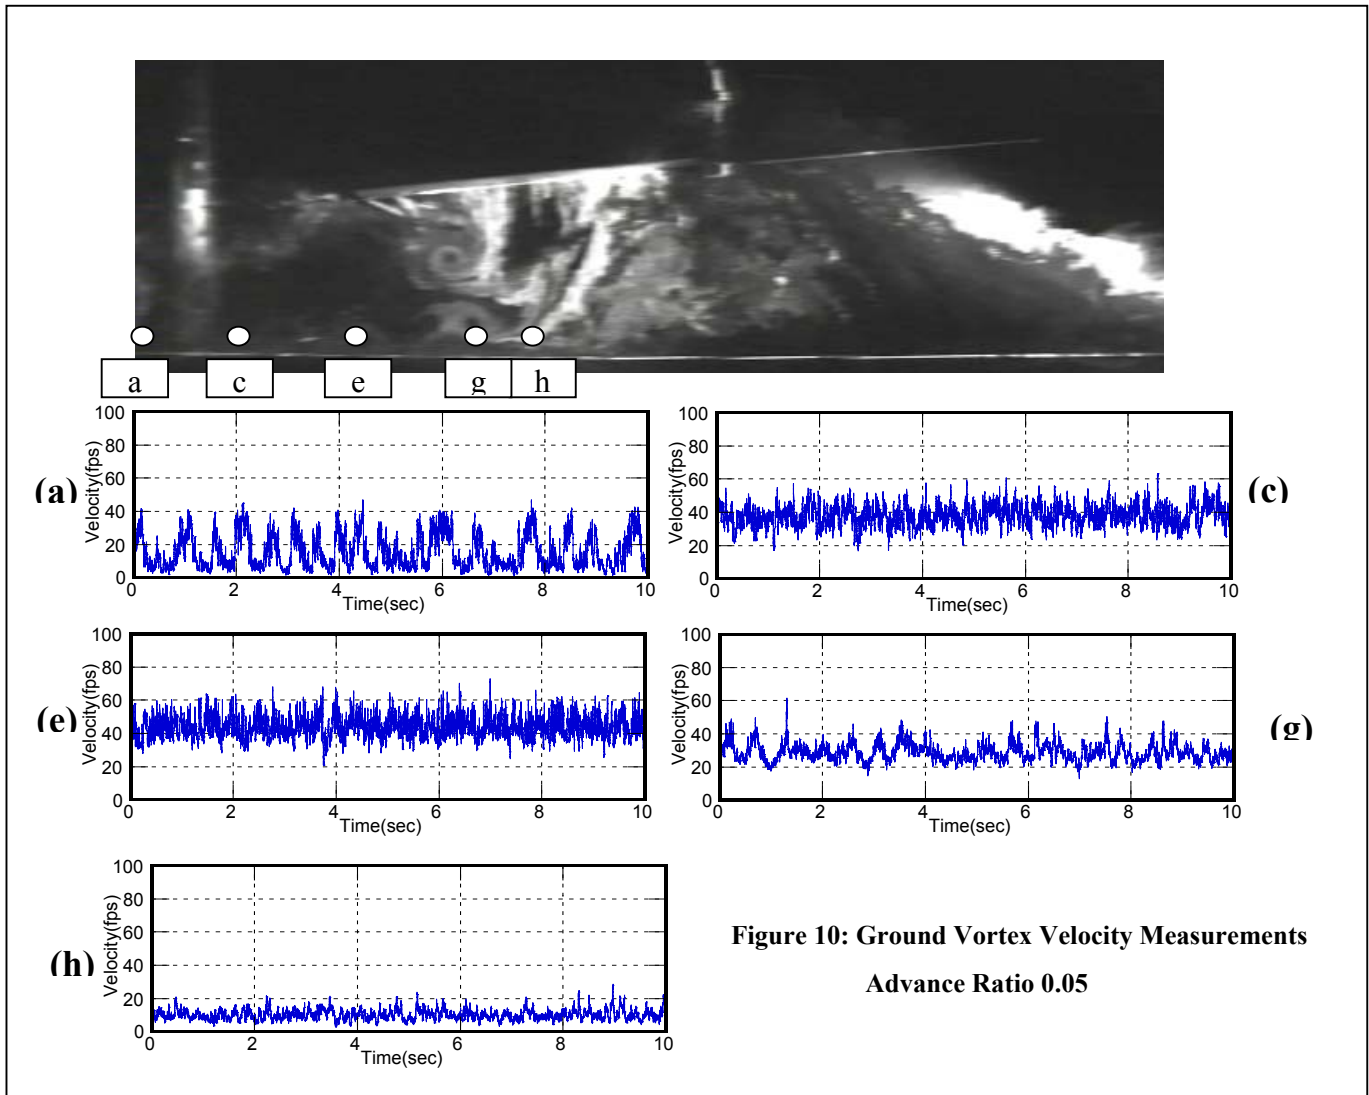 a c e g h
(a)
100
80
60
40
20
0
Velocity(fps)
0 2 4 6 8 10
Time(sec)
(c)
100
80
60
40
20
0
Velocity(fps)
0 2 4 6 8 10
Time(sec)
(e)
100
80
60
40
20
0
Velocity(fps)
0 2 4 6 8 10
Time(sec)
(g)
100
80
60
40
20
0
Velocity(fps)
0 2 4 6 8 10
Time(sec)
(h)
100
80
60
40
20
0
Velocity(fps)
0 2 4 6 8 10
Time(sec)
Figure 10: Ground Vortex Velocity Measurements
Advance Ratio 0.05